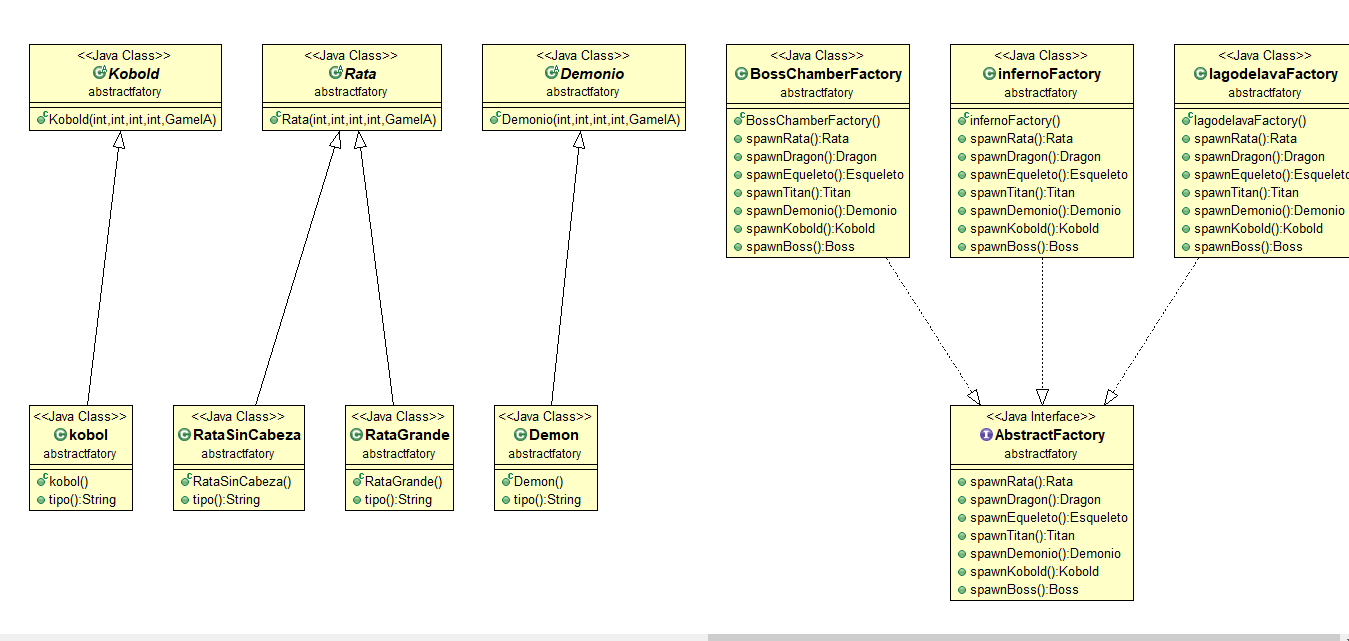 <<Java Class>>
Kobold
abstractfatory
Kobold(int,int,int,int,GameIA)
<<Java Class>>
Rata
abstractfatory
Rata(int,int,int,int,GameIA)
<<Java Class>>
Demonio
abstractfatory
Demonio(int,int,int,int,GameIA)
<<Java Class>>
BossChamberFactory
abstractfatory
BossChamberFactory()
spawnRata():Rata
spawnDragon():Dragon
spawnEqueleto():Esqueleto
spawnTitan():Titan
spawnDemonio():Demonio
spawnKobold():Kobold
spawnBoss():Boss
<<Java Class>>
infernoFactory
abstractfatory
infernoFactory()
spawnRata():Rata
spawnDragon():Dragon
spawnEqueleto():Esqueleto
spawnTitan():Titan
spawnDemonio():Demonio
spawnKobold():Kobold
spawnBoss():Boss
<<Java Class>>
lagodelavaFactory
abstractfatory
lagodelavaFactory()
spawnRata():Rata
spawnDragon():Dragon
spawnEqueleto():Esqueleto
spawnTitan():Titan
spawnDemonio():Demonio
spawnKobold():Kobold
spawnBoss():Boss
<<Java Class>>
kobol
abstractfatory
kobol()
tipo():String
<<Java Class>>
RataSinCabeza
abstractfatory
RataSinCabeza()
tipo():String
<<Java Class>>
RataGrande
abstractfatory
RataGrande()
tipo():String
<<Java Class>>
Demon
abstractfatory
Demon()
tipo():String
<<Java Interface>>
AbstractFactory
abstractfatory
spawnRata():Rata
spawnDragon():Dragon
spawnEqueleto():Esqueleto
spawnTitan():Titan
spawnDemonio():Demonio
spawnKobold():Kobold
spawnBoss():Boss